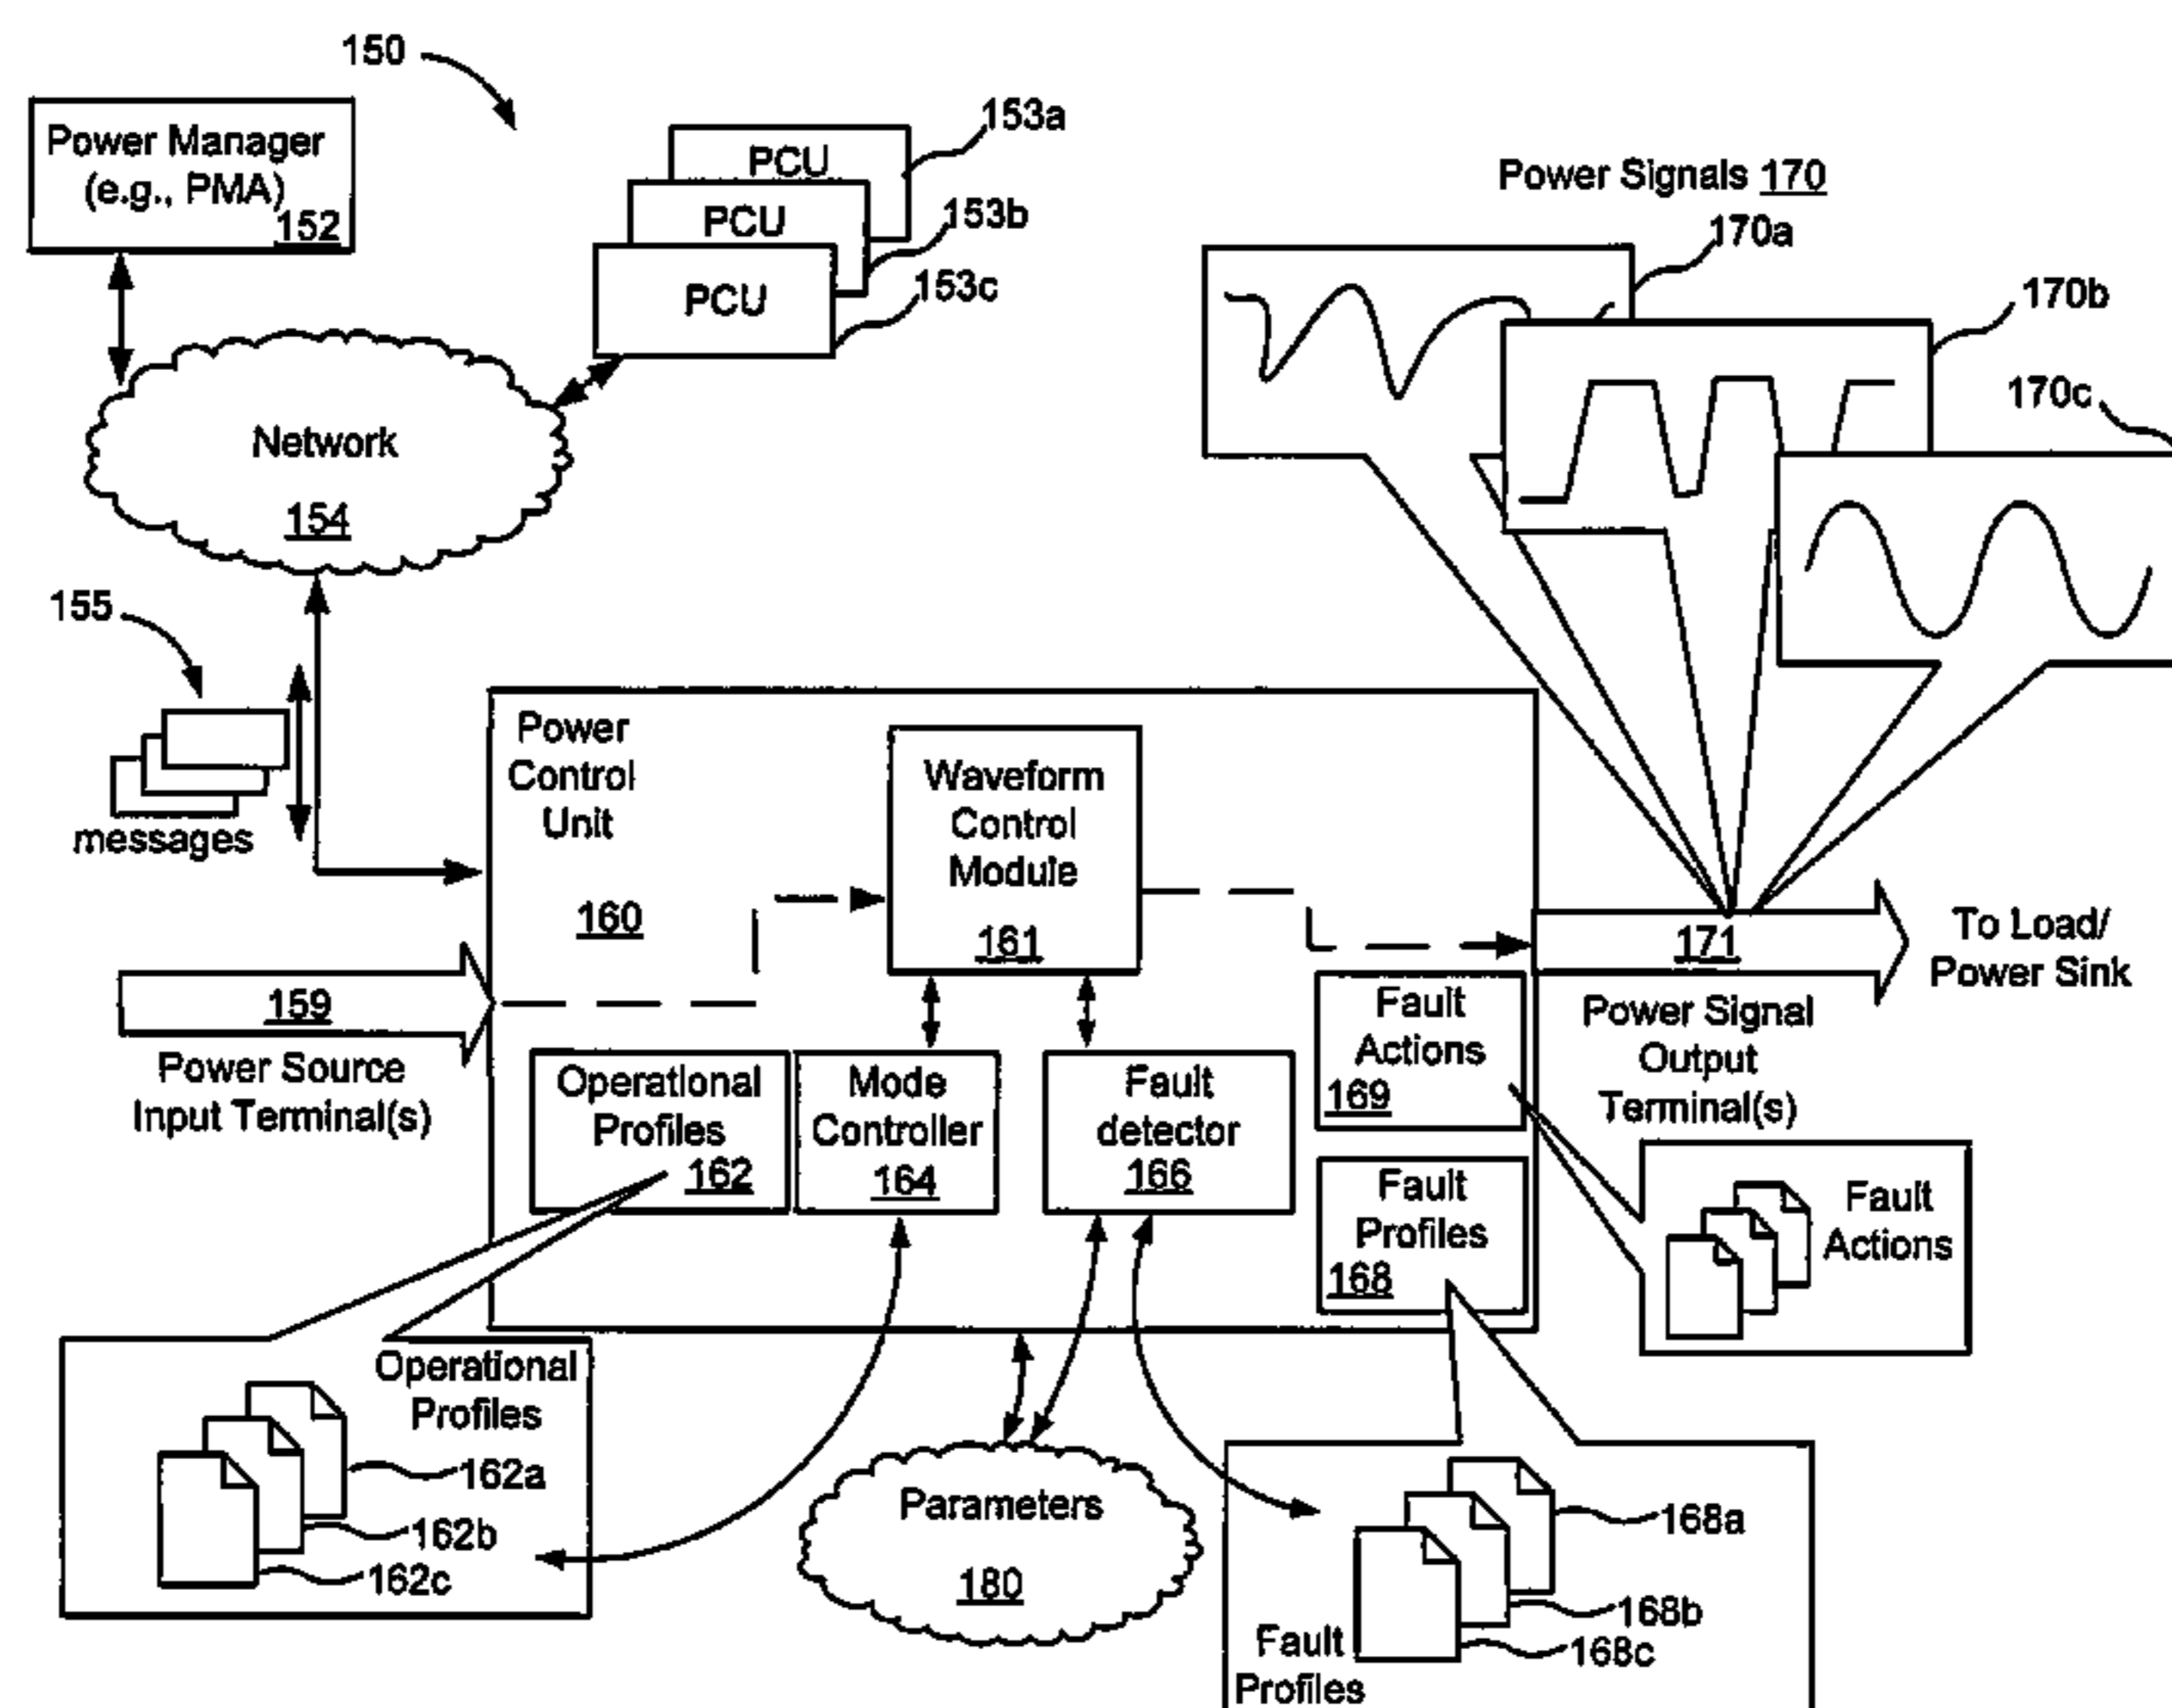 150
Power Manager
(e.g., PMA)
152
PCU
153a
PCU
153b
PCU
153c
Power Signals 170
170a
170b
170c
Network
154
155
messages
Power
Control
Unit
160
Waveform
Control
Module
161
159
Power Source
Input Terminal(s)
171
To Load/
Power Sink
Power Signal
Output
Terminal(s)
Operational
Profiles
162
Mode
Controller
164
Fault
detector
166
Fault
Actions
169
Fault
Profiles
168
Fault
Actions
Operational
Profiles
162a
162b
162c
Parameters
180
168a
168b
168c
Fault
Profiles